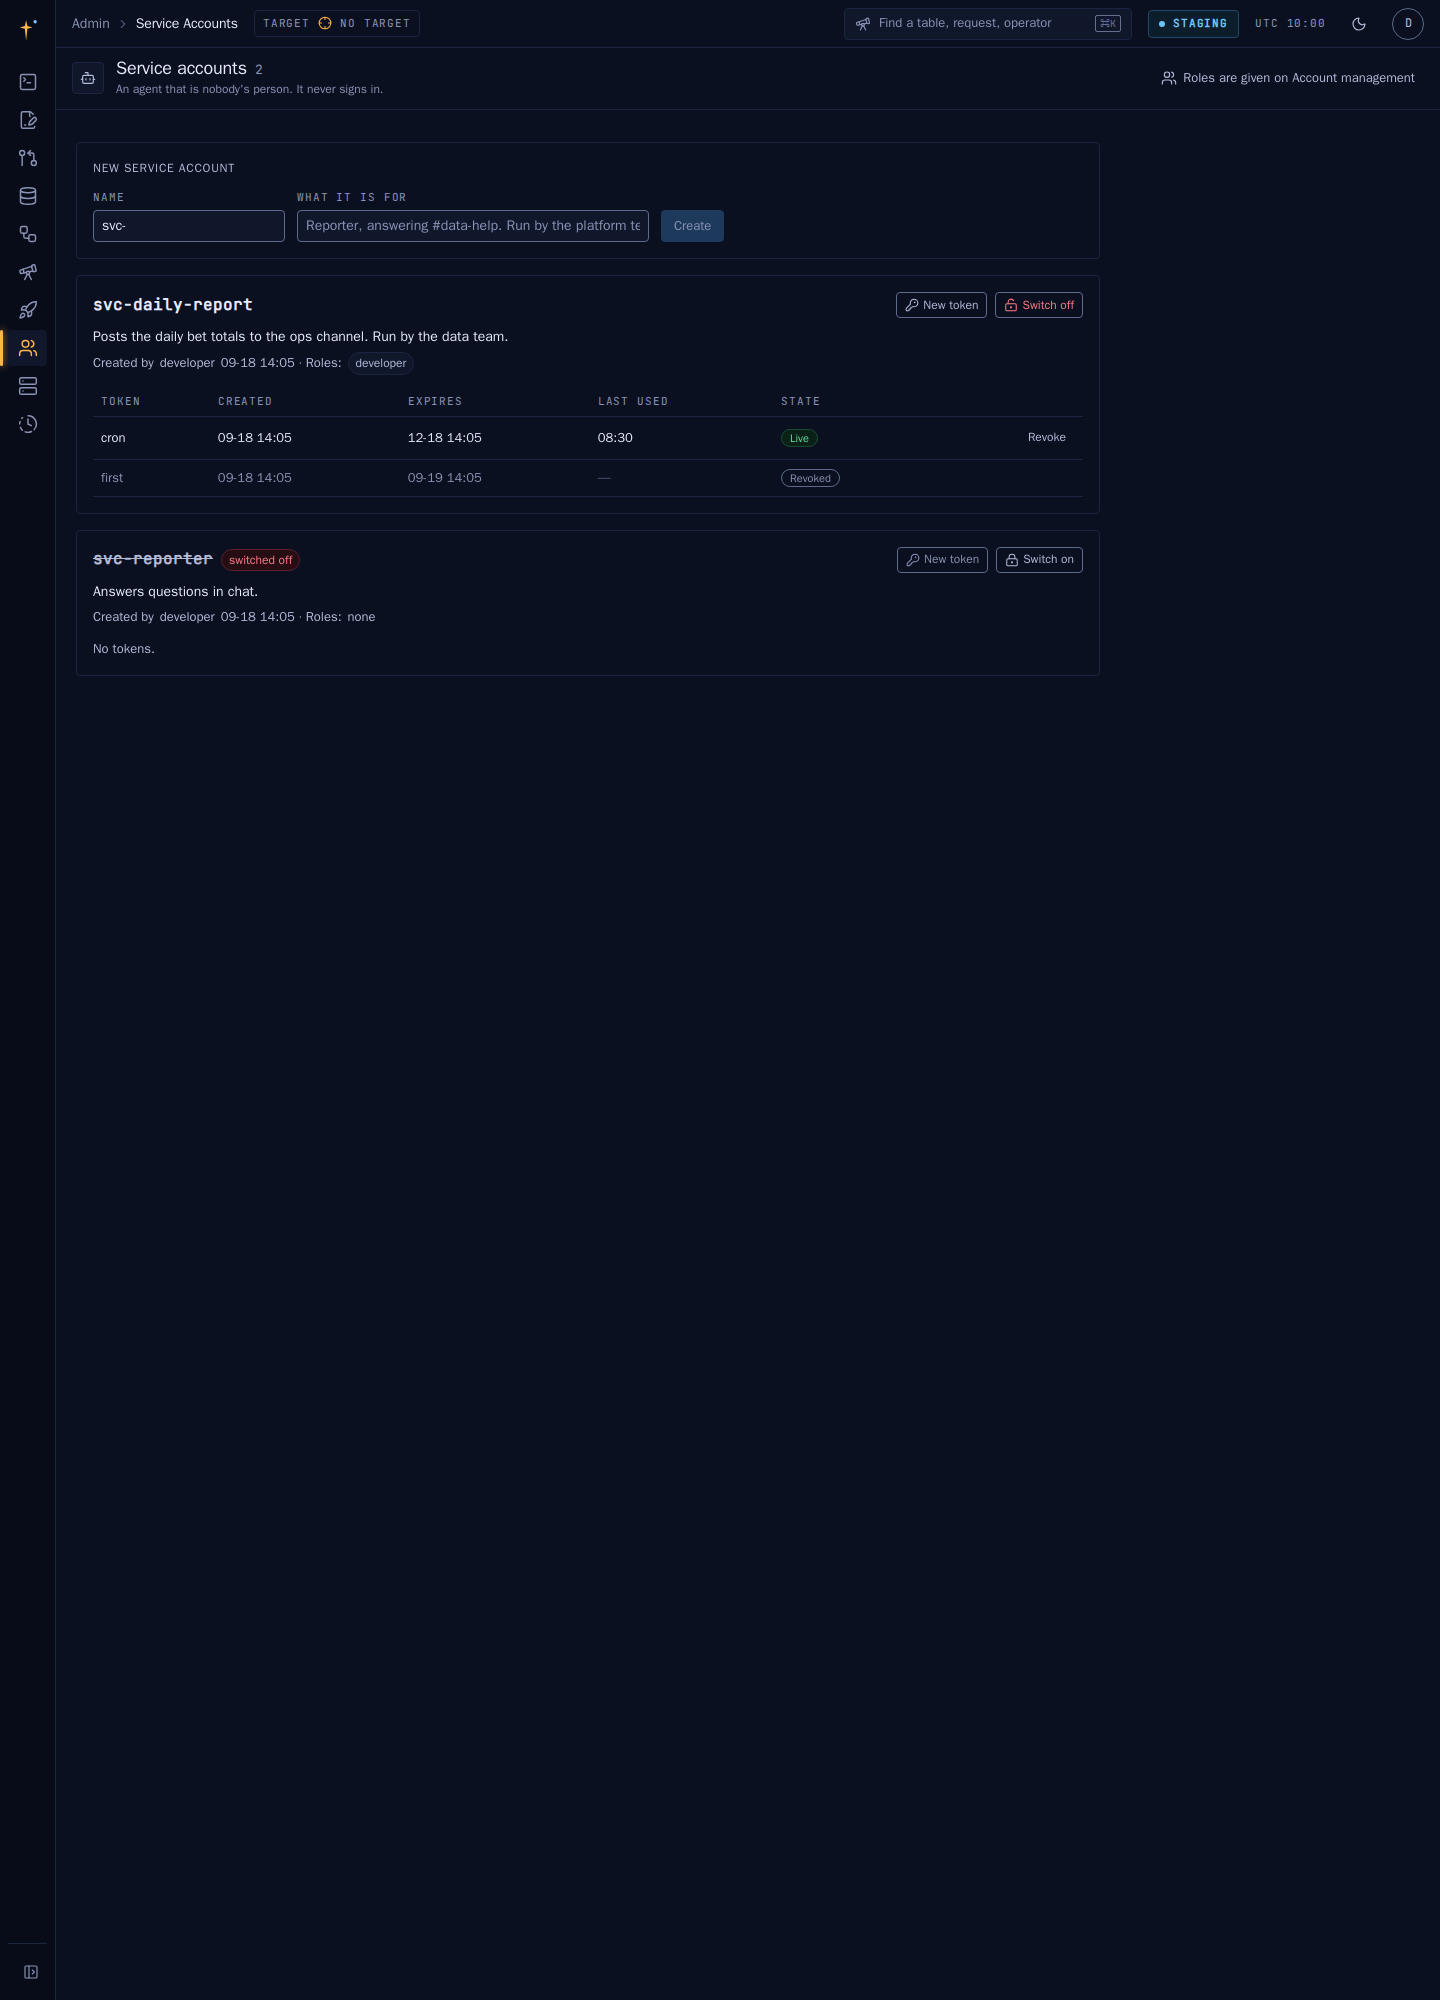 Admin > Service Accounts TARGET NO TARGET Find a table, request, operator ⌘K STAGING UTC 10:00 D
Service accounts 2
An agent that is nobody's person. It never signs in.
Roles are given on Account management
NEW SERVICE ACCOUNT
NAME WHAT IT IS FOR
svc- Reporter, answering #data-help. Run by the platform te Create
svc-daily-report New token Switch off
Posts the daily bet totals to the ops channel. Run by the data team.
Created by developer 09-18 14:05 · Roles: developer
TOKEN CREATED EXPIRES LAST USED STATE
cron 09-18 14:05 12-18 14:05 08:30 Live Revoke
first 09-18 14:05 09-19 14:05 — Revoked
svc-reporter switched off New token Switch on
Answers questions in chat.
Created by developer 09-18 14:05 · Roles: none
No tokens.